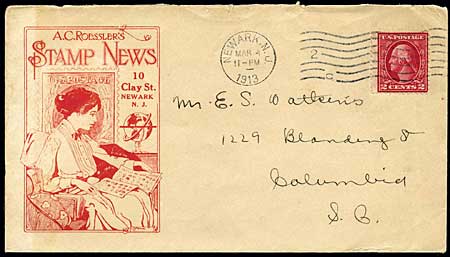 A.C. ROESSLER'S
STAMP NEWS
10
Clay St.
NEWARK
N. J.
NEWARK, N.J.
MAR 4
11-PM
1913
2
U.S. POSTAGE
2 CENTS 2
Mr. E. S. Watkins
1229 Blanding St
Columbia
S. C.